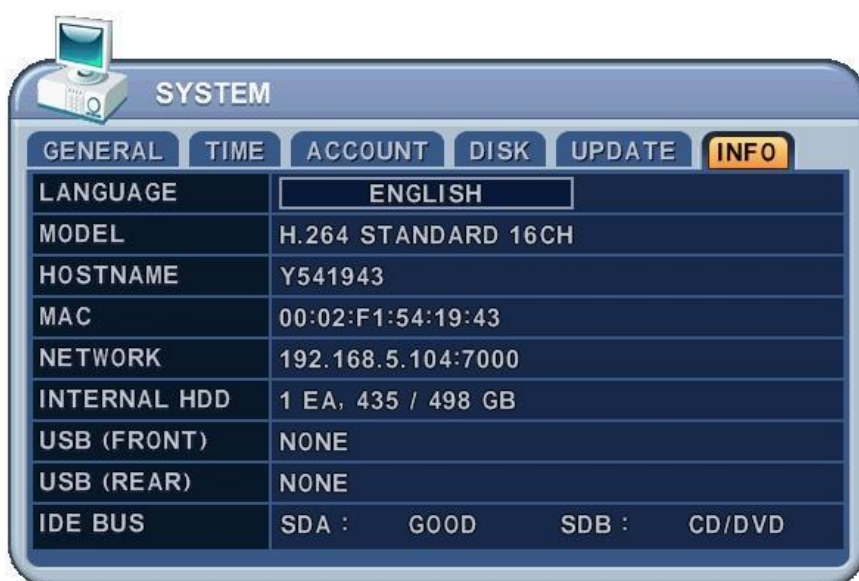 SYSTEM
GENERAL TIME ACCOUNT DISK UPDATE INFO
LANGUAGE ENGLISH
MODEL H.264 STANDARD 16CH
HOSTNAME Y541943
MAC 00:02:F1:54:19:43
NETWORK 192.168.5.104:7000
INTERNAL HDD 1 EA, 435 / 498 GB
USB (FRONT) NONE
USB (REAR) NONE
IDE BUS SDA : GOOD SDB : CD/DVD